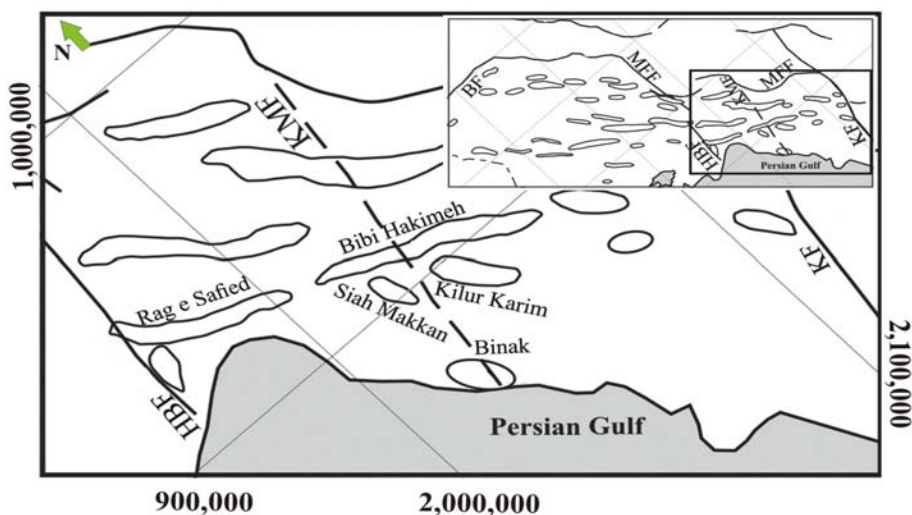 N
1,000,000
KMF
Bibi Hakimeh
Rag e Safied
Siah Makkan
Kilur Karim
Binak
HBF
KF
Persian Gulf
2,100,000
900,000
2,000,000
BF
MFF
KMF
MFF
HBF
KF
Persian Gulf